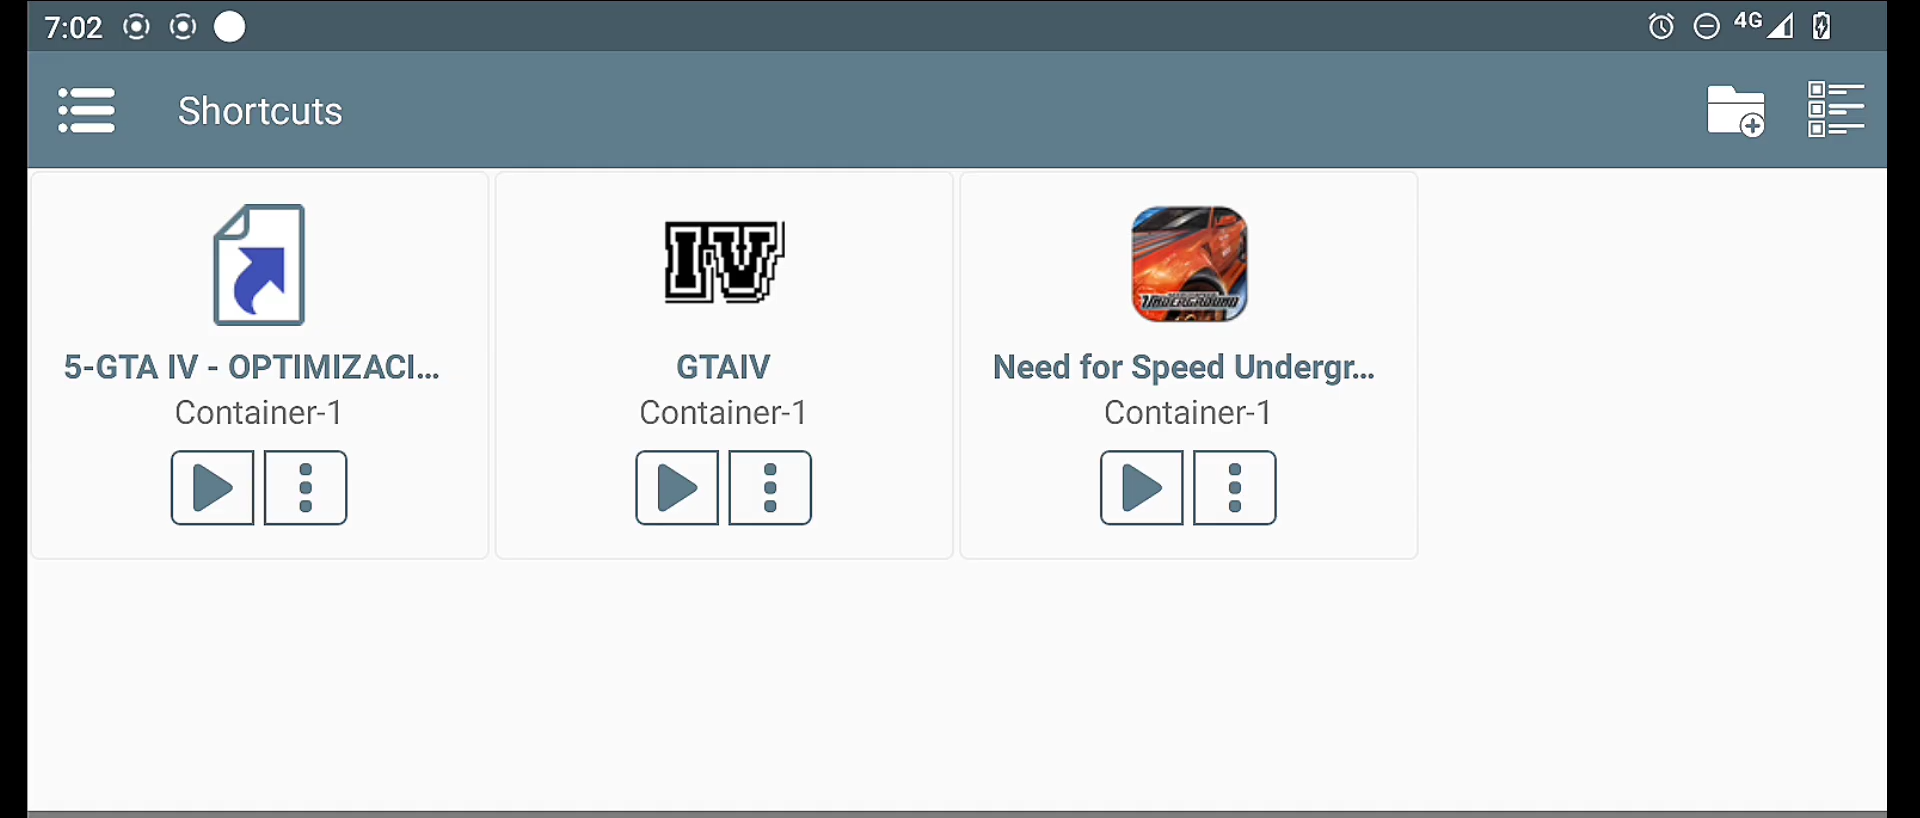 7:02
4G
Shortcuts
IV
UNDERGROUND
5-GTA IV - OPTIMIZACI...
GTAIV
Need for Speed Undergr...
Container-1
Container-1
Container-1